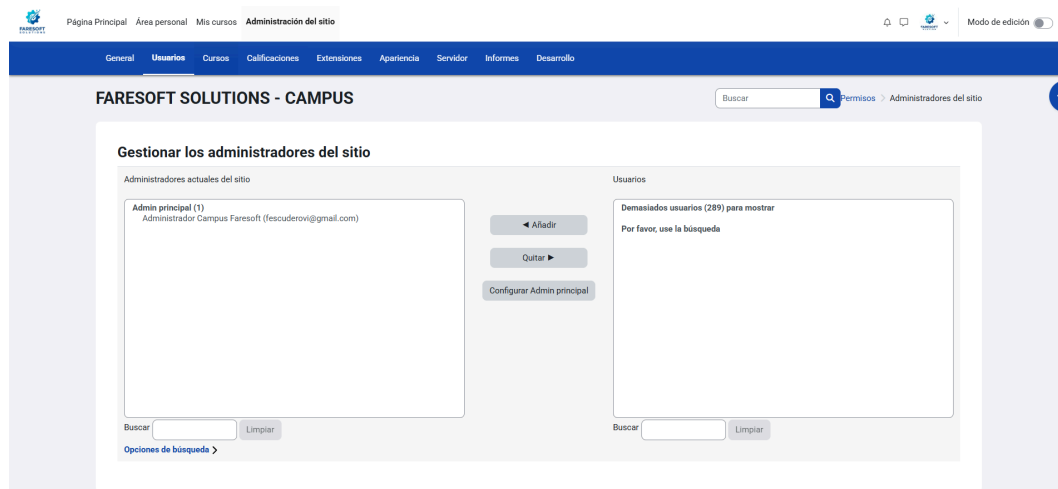 FARESOFT
SOLUTIONS
Página Principal Área personal Mis cursos Administración del sitio
Modo de edición
General Usuarios Cursos Calificaciones Extensiones Apariencia Servidor Informes Desarrollo
FARESOFT SOLUTIONS - CAMPUS
Buscar
Permisos > Administradores del sitio
Gestionar los administradores del sitio
Administradores actuales del sitio
Usuarios
Admin principal (1)
Administrador Campus Faresoft (fescuderovi@gmail.com)
Demasiados usuarios (289) para mostrar
Por favor, use la búsqueda
◄ Añadir
Quitar ►
Configurar Admin principal
Buscar
Limpiar
Buscar
Limpiar
Opciones de búsqueda